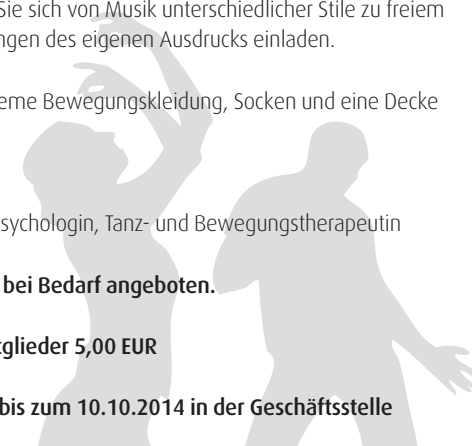 Sie sich von Musik unterschiedlicher Stile zu freiem
ngen des eigenen Ausdrucks einladen.
eme Bewegungskleidung, Socken und eine Decke
sychologin, Tanz- und Bewegungstherapeutin
bei Bedarf angeboten.
glieder 5,00 EUR
bis zum 10.10.2014 in der Geschäftsstelle